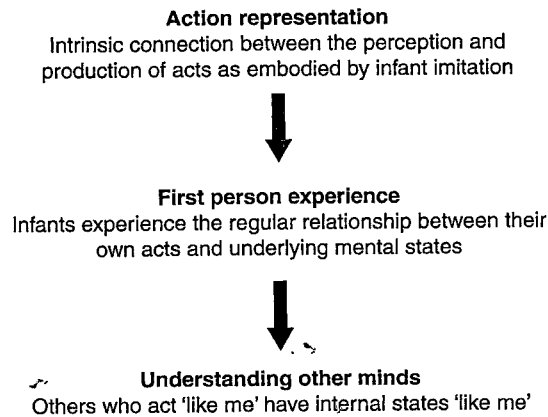 Action representation
Intrinsic connection between the perception and
production of acts as embodied by infant imitation
First person experience
Infants experience the regular relationship between their
own acts and underlying mental states
Understanding other minds
Others who act ‘like me’ have internal states ‘like me’